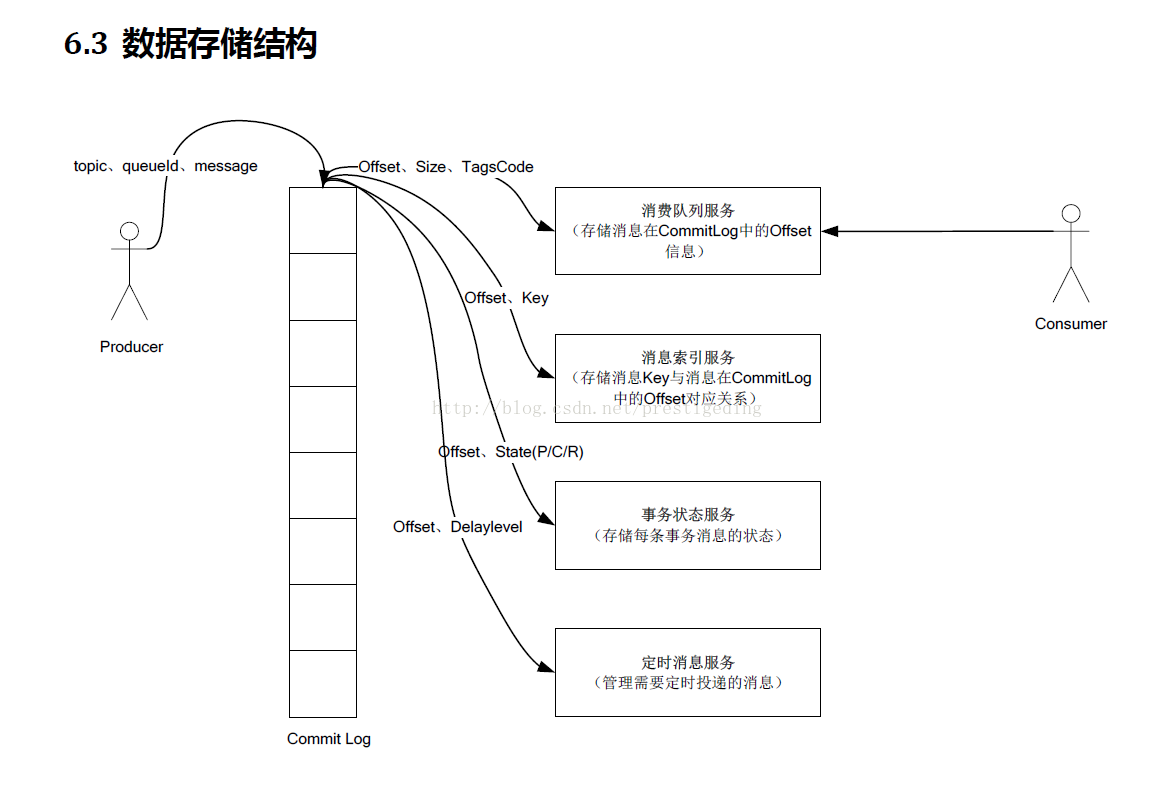 6.3 数据存储结构
topic、queueId、message
Offset、Size、TagsCode
消费队列服务
（存储消息在CommitLog中的Offset
信息）
Producer
Consumer
Offset、Key
消息索引服务
（存储消息Key与消息在CommitLog
中的Offset对应关系）
http://blog.csdn.net/prestigeding
Offset、State(P/C/R)
事务状态服务
（存储每条事务消息的状态）
Offset、Delaylevel
定时消息服务
（管理需要定时投递的消息）
Commit Log